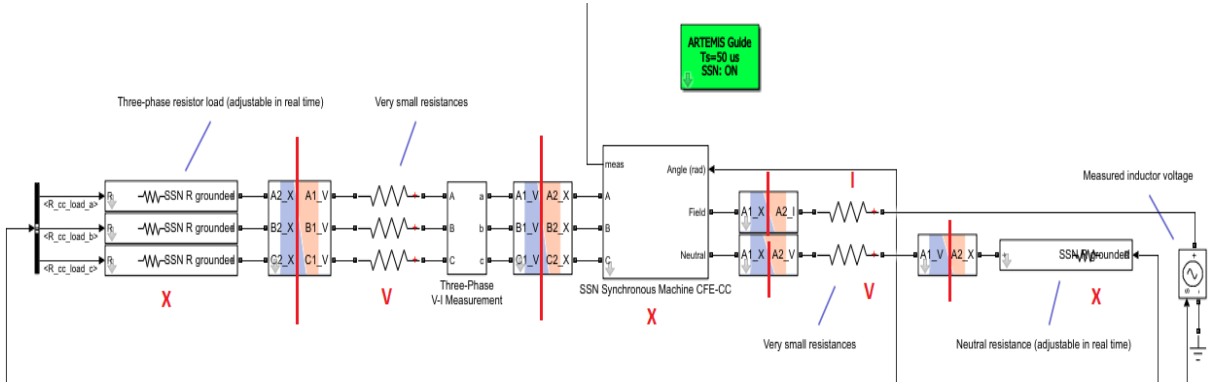 ARTEMIS Guide
Ts=50 us
SSN: ON
Three-phase resistor load (adjustable in real time)
Very small resistances
meas
Angle (rad)
I
Measured inductor voltage
<R_cc_load_a>
SSN R grounded
A2_X
A1_V
A
a
A1_V
A2_X
A
Field
A1_X
A2_I
<R_cc_load_b>
SSN R grounded
B2_X
B1_V
B
b
B1_V
B2_X
B
<R_cc_load_c>
SSN R grounded
C2_X
C1_V
C
c
C1_V
C2_X
C
Neutral
A1_X
A2_V
A1_V
A2_X
SSN R grounded
X
V
Three-Phase
V-I Measurement
SSN Synchronous Machine CFE-CC
X
V
X
Very small resistances
Neutral resistance (adjustable in real time)